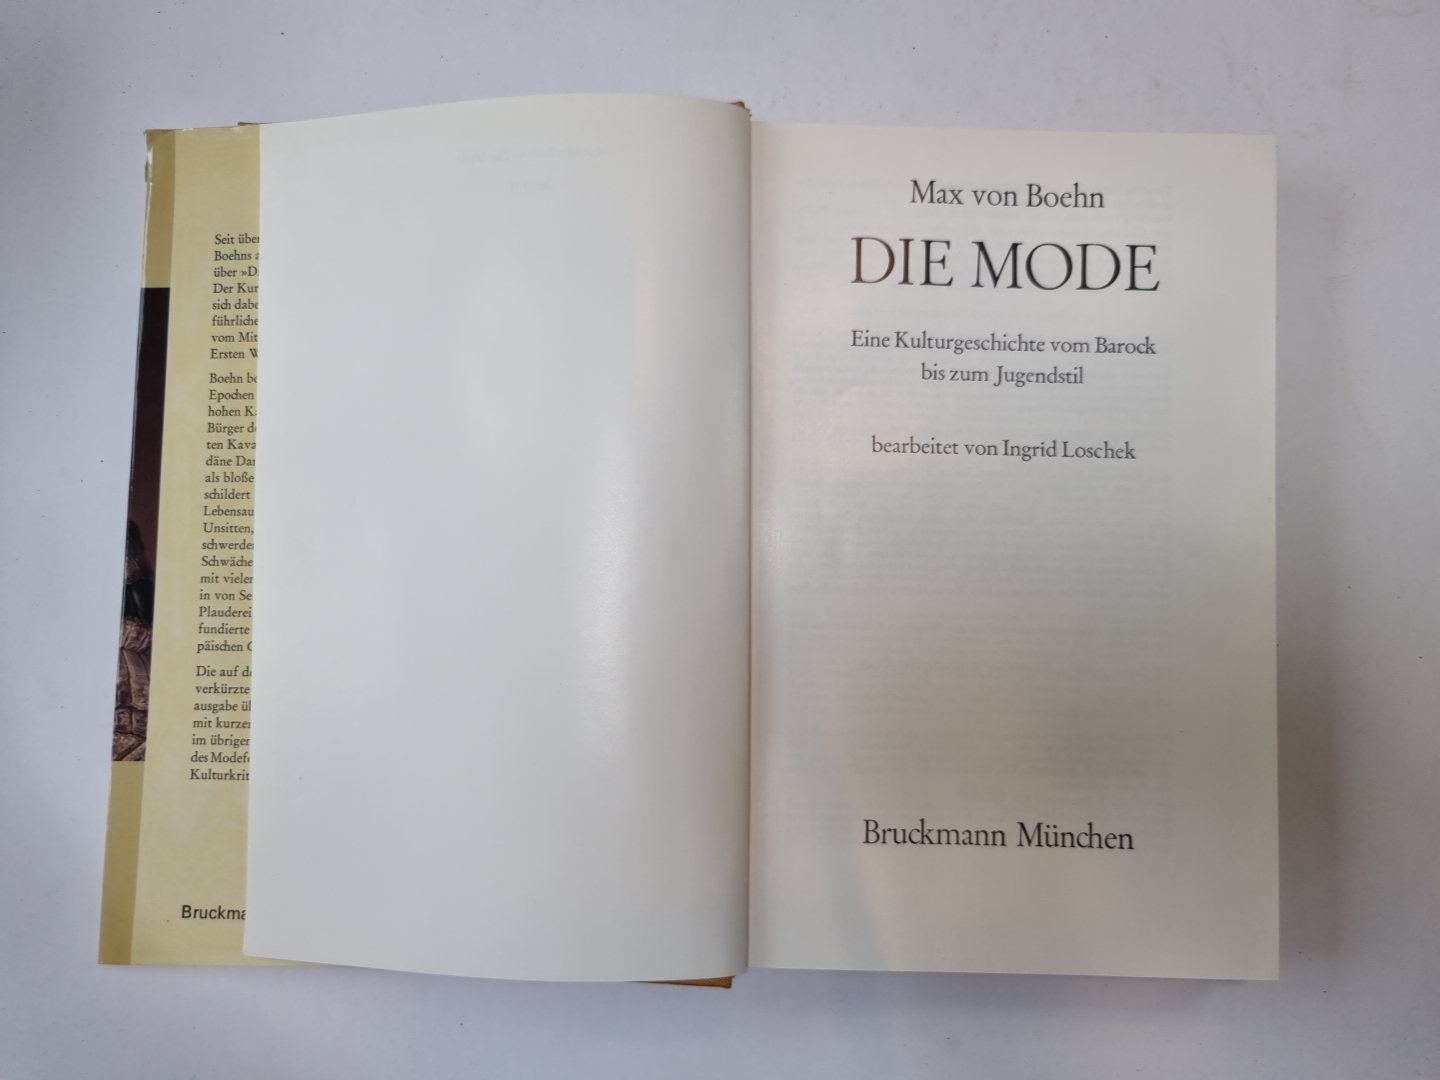 Seit über
Boehns
über »D
Der Kun
sich dabe
führliche
vom Mit
Ersten W
Boehn be
Epochen
hohen K
Bürger d
ten Kava
däne Dar
als bloße
schildert
Lebensau
Unsitten,
schwerde
Schwäche
mit vielen
in von Se
Plauderei
fundierte
päischen
Die auf d
verkürzte
ausgabe ü
mit kurze
im übrigen
des Modef
Kulturkrit
Bruckma
Max von Boehn
DIE MODE
Eine Kulturgeschichte vom Barock
bis zum Jugendstil
bearbeitet von Ingrid Loschek
Bruckmann München